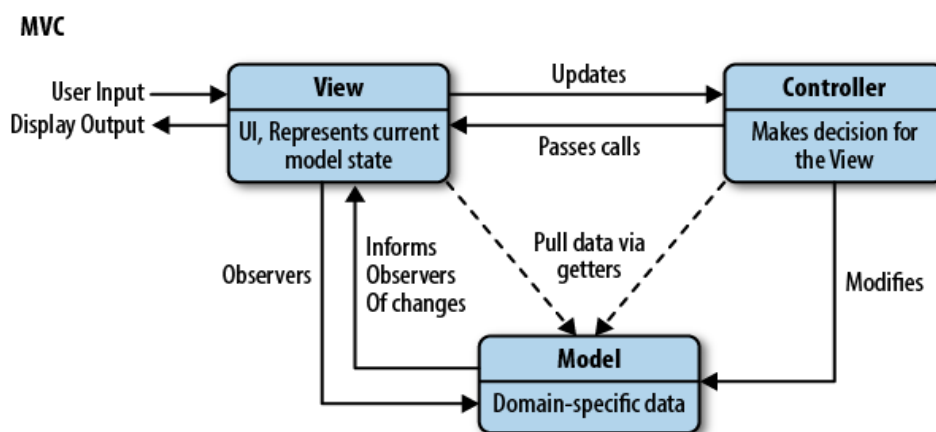 MVC
User Input
Display Output
View
UI, Represents current
model state
Updates
Passes calls
Controller
Makes decision for
the View
Observers
Informs
Observers
Of changes
Pull data via
getters
Modifies
Model
Domain-specific data